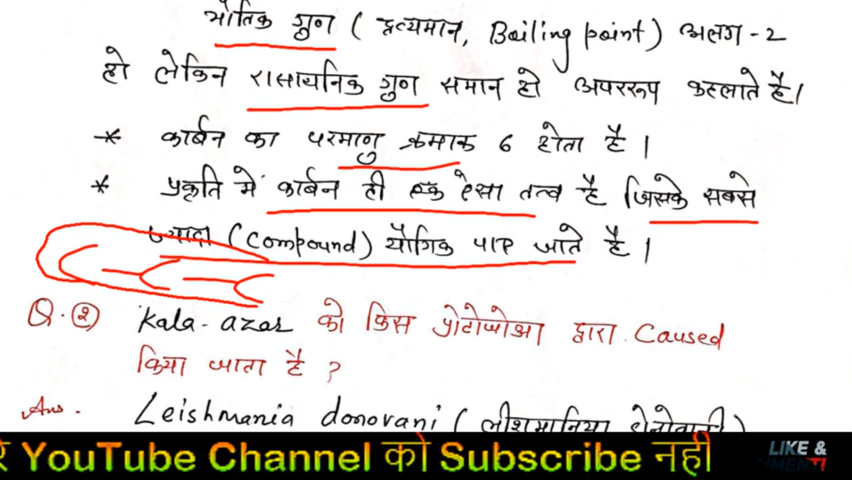 भौतिक गुण (द्रव्यमान, Boiling point) अलग-2
हो लेकिन रासायनिक गुण समान हो अपररूप कहलाते है।
* कार्बन का परमाणु क्रमांक 6 होता है।
* प्रकृति में कार्बन ही एक ऐसा तत्व है जिसके सबसे
ज्यादा (Compound) यौगिक पाए जाते है।
Q.② Kala-azar को किस प्रोटोजोआ द्वारा Caused
किया जाता है ?
Ans. Leishmania donovani (लीशमानिया डोनोवानी)
रे YouTube Channel को Subscribe नहीं
LIKE &